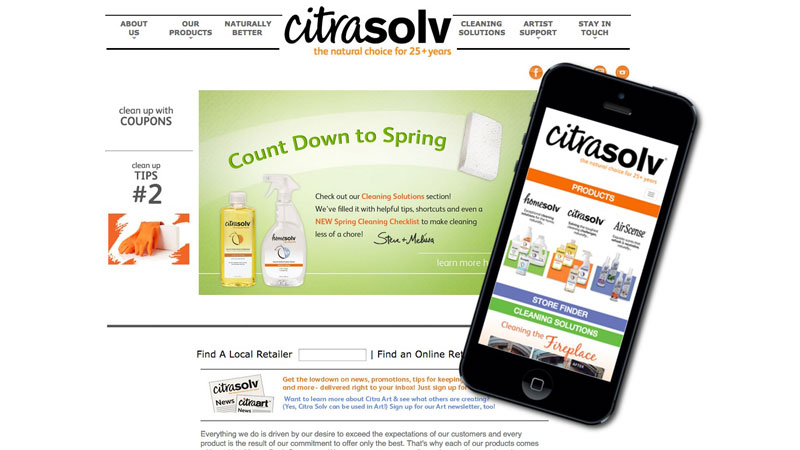 ABOUT US
OUR PRODUCTS
NATURALLY BETTER
citrasolv
the natural choice for 25+ years
CLEANING SOLUTIONS
ARTIST SUPPORT
STAY IN TOUCH
clean up with
COUPONS
clean up
TIPS
#2
Count Down to Spring
Check out our Cleaning Solutions section!
We've filled it with helpful tips, shortcuts and even a
NEW Spring Cleaning Checklist to make cleaning
less of a chore! Steve + Melissa
learn more
citrasolv
homesolv
Find A Local Retailer | Find an Online
citrasolv
News
citraart
News
Get the lowdown on news, promotions, tips for keeping
and more - delivered right to your inbox! Just sign up
Want to learn more about Citra Art & see what others are creating?
(Yes, Citra Solv can be used in Art!) Sign up for our Art newsletter, too!
Everything we do is driven by our desire to exceed the expectations of our customers and every
product is the result of our commitment to offer only the best. That's why each of our products comes
citrasolv
the natural choice for 25+ years
PRODUCTS
homesolv
citrasolv
AirScense
STORE FINDER
CLEANING SOLUTIONS
Cleaning the
Fireplace
AFTER